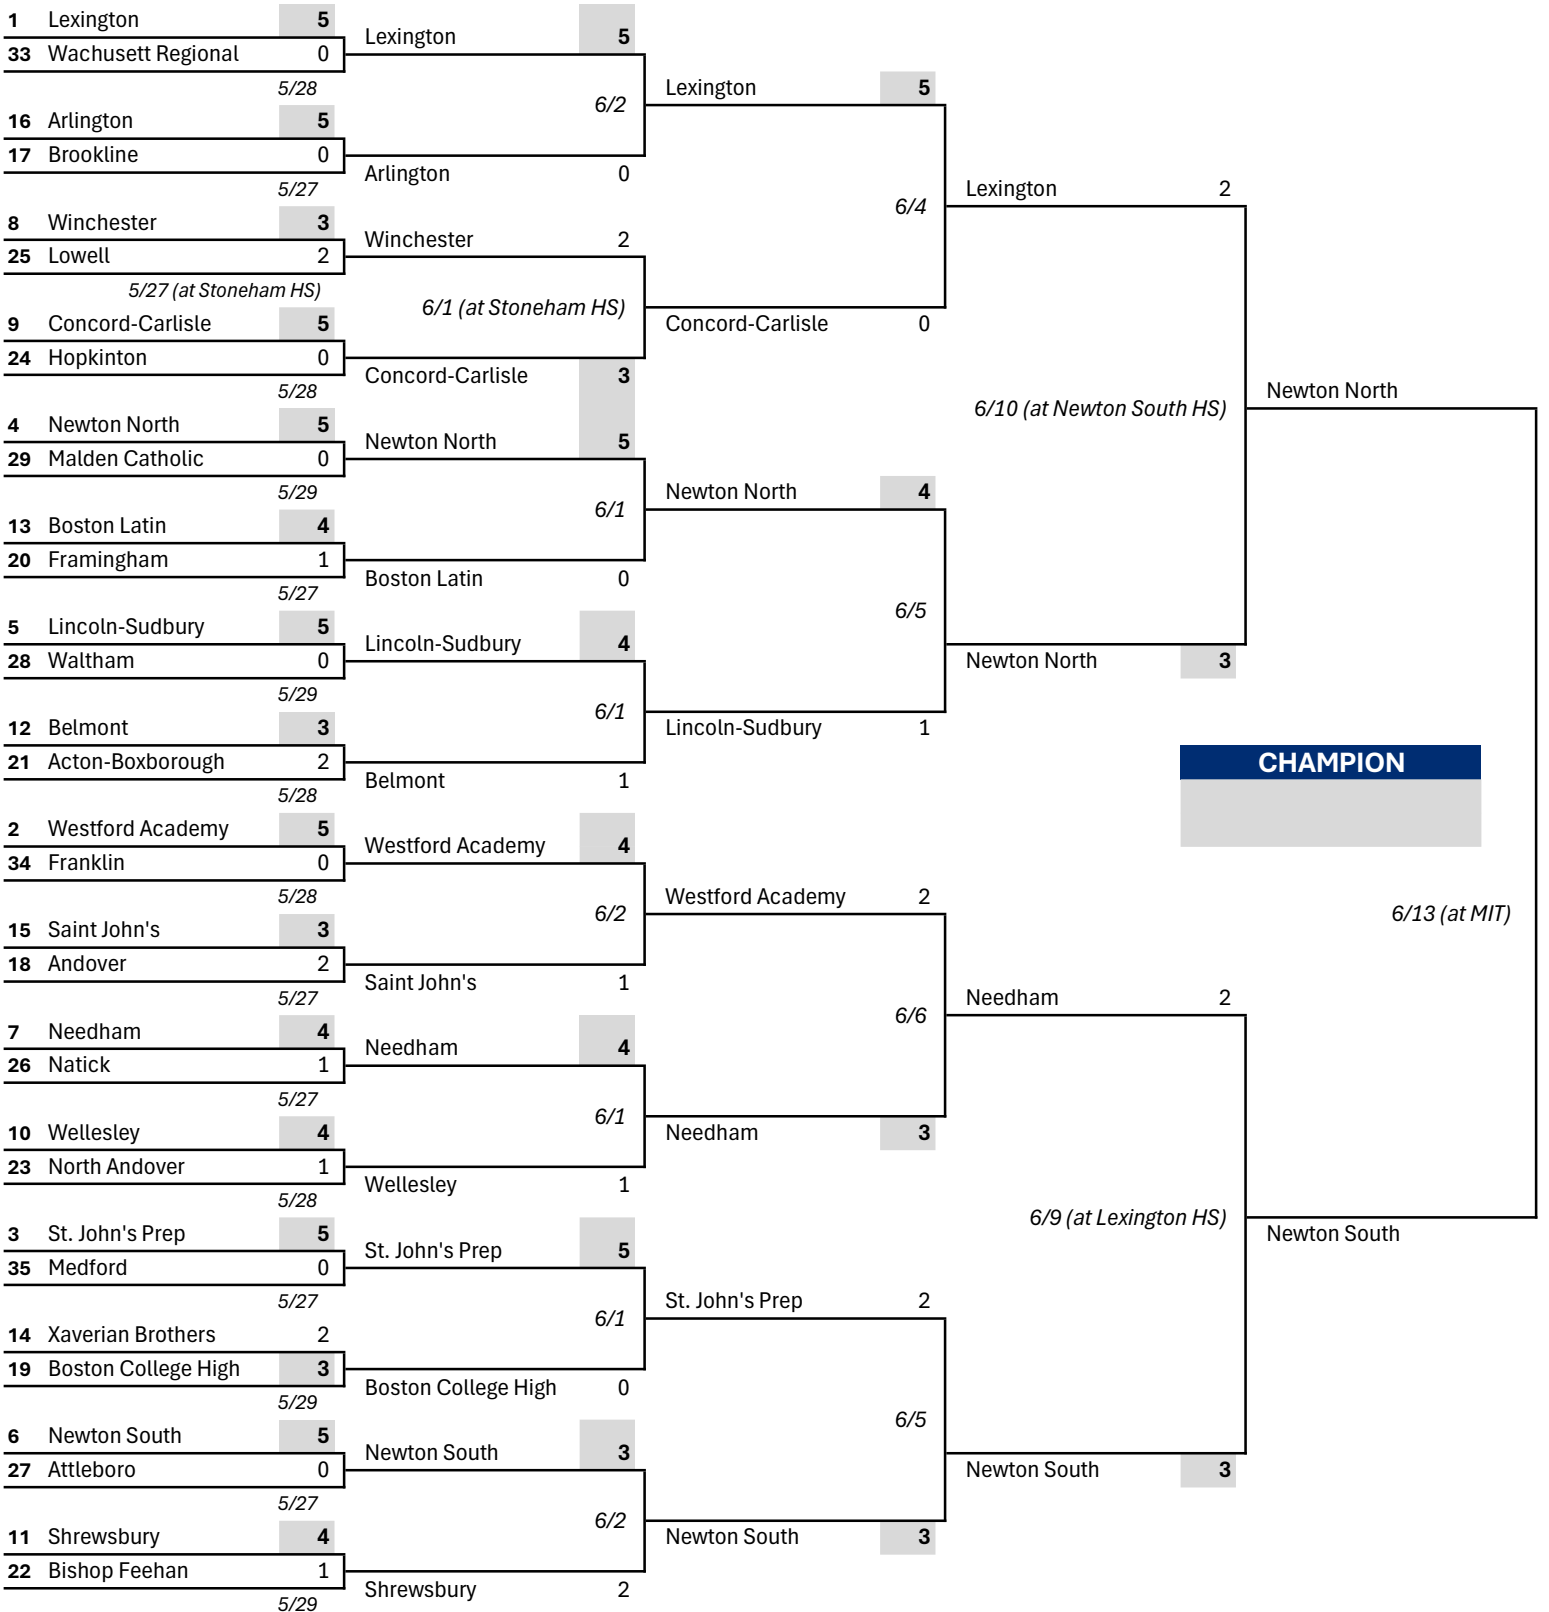 1 Lexington 5
33 Wachusett Regional 0
5/28
16 Arlington 5
17 Brookline 0
5/27
8 Winchester 3
25 Lowell 2
5/27 (at Stoneham HS)
9 Concord-Carlisle 5
24 Hopkinton 0
5/28
4 Newton North 5
29 Malden Catholic 0
5/29
13 Boston Latin 4
20 Framingham 1
5/27
5 Lincoln-Sudbury 5
28 Waltham 0
5/29
12 Belmont 3
21 Acton-Boxborough 2
5/28
2 Westford Academy 5
34 Franklin 0
5/28
15 Saint John's 3
18 Andover 2
5/27
7 Needham 4
26 Natick 1
5/27
10 Wellesley 4
23 North Andover 1
5/28
3 St. John's Prep 5
35 Medford 0
5/27
14 Xaverian Brothers 2
19 Boston College High 3
5/29
6 Newton South 5
27 Attleboro 0
5/27
11 Shrewsbury 4
22 Bishop Feehan 1
5/29
Lexington 5
6/2
Arlington 0
Winchester 2
6/1 (at Stoneham HS)
Concord-Carlisle 3
Newton North 5
6/1
Boston Latin 0
Lincoln-Sudbury 4
6/1
Belmont 1
Westford Academy 4
6/2
Saint John's 1
Needham 4
6/1
Wellesley 1
St. John's Prep 5
6/1
Boston College High 0
Newton South 3
6/2
Shrewsbury 2
Lexington 5
6/4
Concord-Carlisle 0
Newton North 4
6/5
Lincoln-Sudbury 1
Westford Academy 2
6/6
Needham 3
St. John's Prep 2
6/5
Newton South 3
Lexington 2
6/10 (at Newton South HS)
Newton North 3
Needham 2
6/9 (at Lexington HS)
Newton South 3
Newton North
CHAMPION
6/13 (at MIT)
Newton South